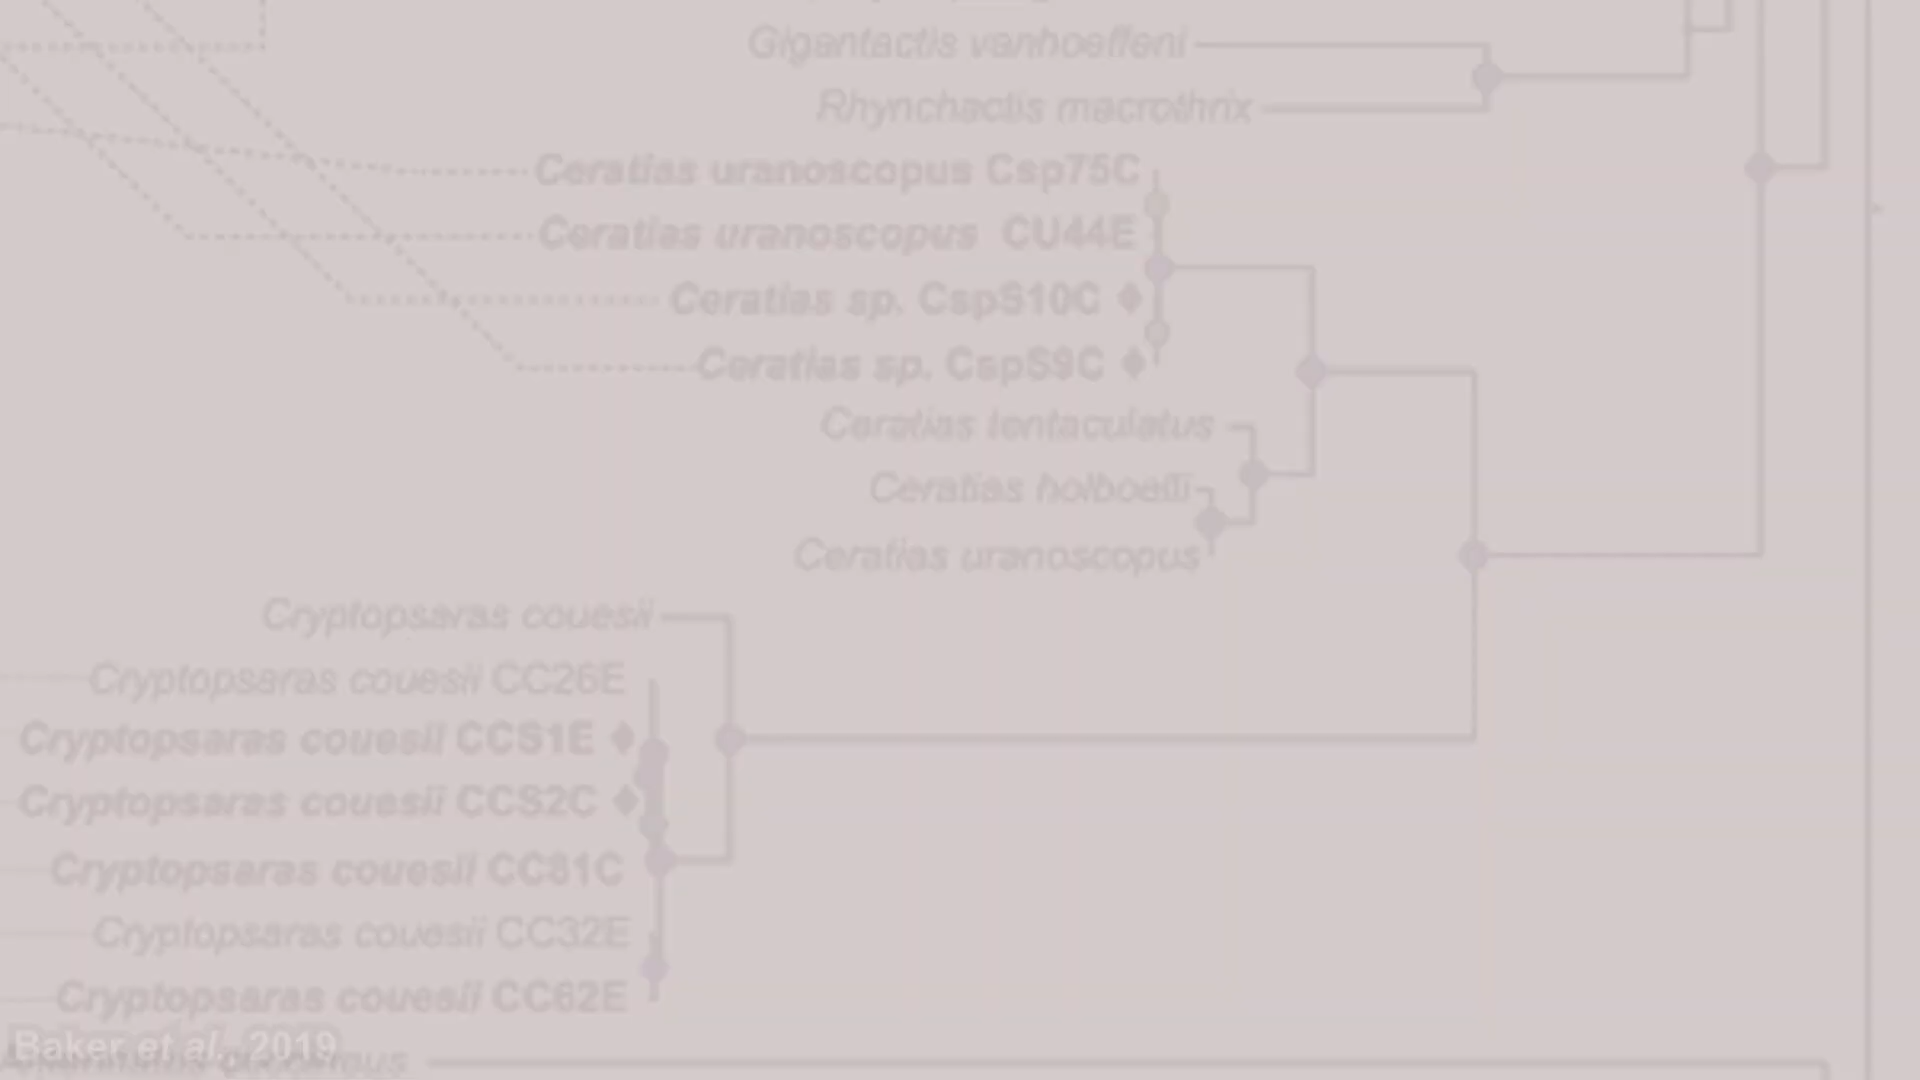 Gigantactis vanhoeffeni
Rhynchactis macrothrix
Ceratias uranoscopus Csp75C
Ceratias uranoscopus CU44E
Ceratias sp. CspS10C
Ceratias sp. CspS9C
Ceratias tentaculatus
Ceratias holboelli
Ceratias uranoscopus
Cryptopsaras couesii
Cryptopsaras couesii CC26E
Cryptopsaras couesii CCS1E
Cryptopsaras couesii CCS2C
Cryptopsaras couesii CC81C
Cryptopsaras couesii CC32E
Cryptopsaras couesii CC62E
Baker et al., 2019